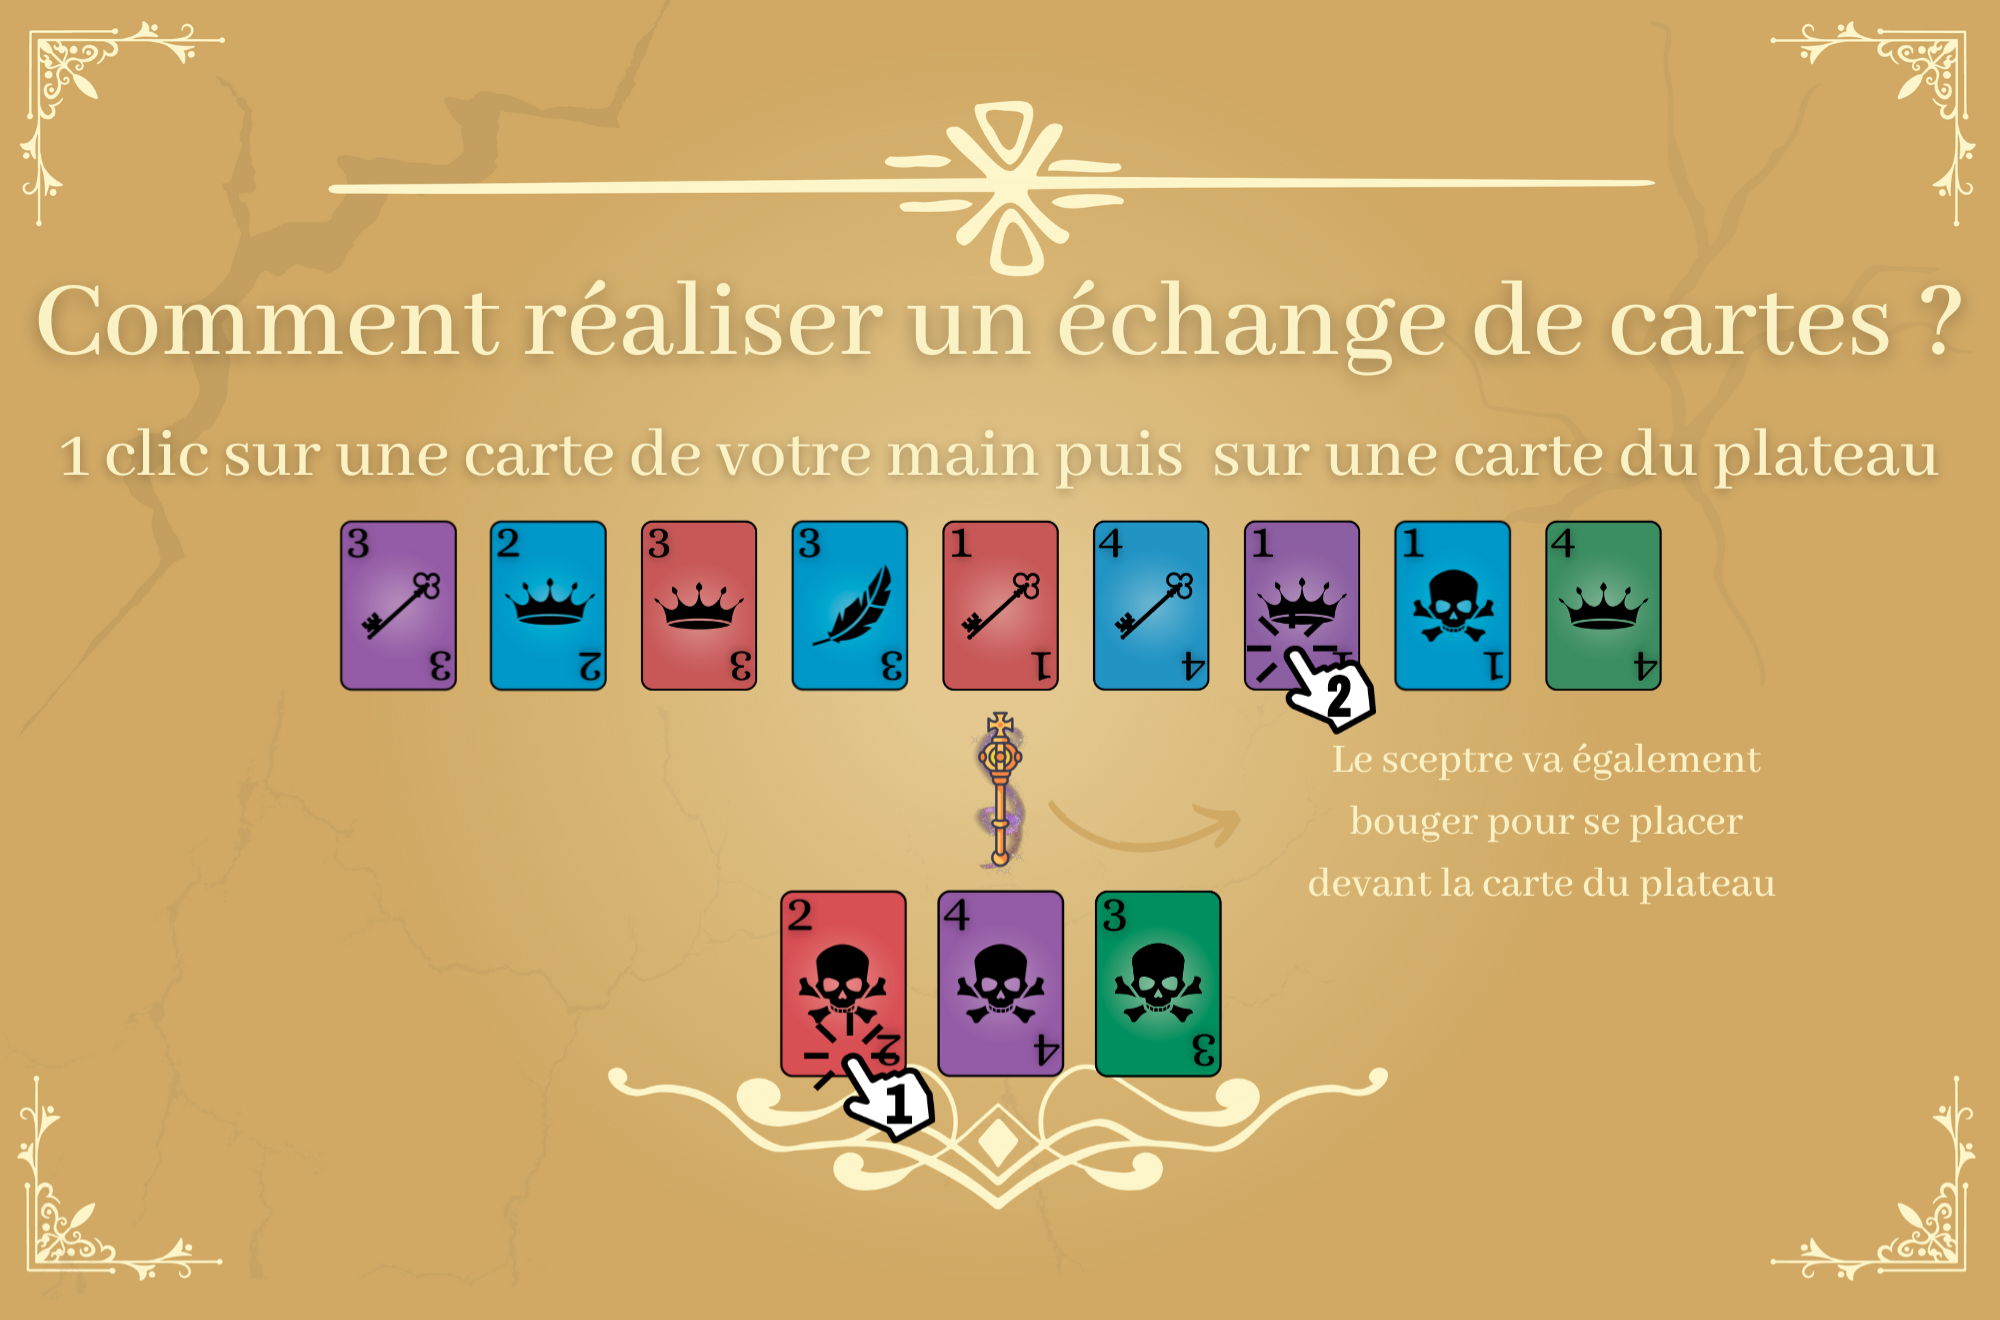 Comment réaliser un échange de cartes ?
1 clic sur une carte de votre main puis sur une carte du plateau
3 2 3 3 1 4 1 1 4
3 2 3 3 1 4 1 1 4
2
Le sceptre va également
bouger pour se placer
devant la carte du plateau
2 4 3
2 4 3
1